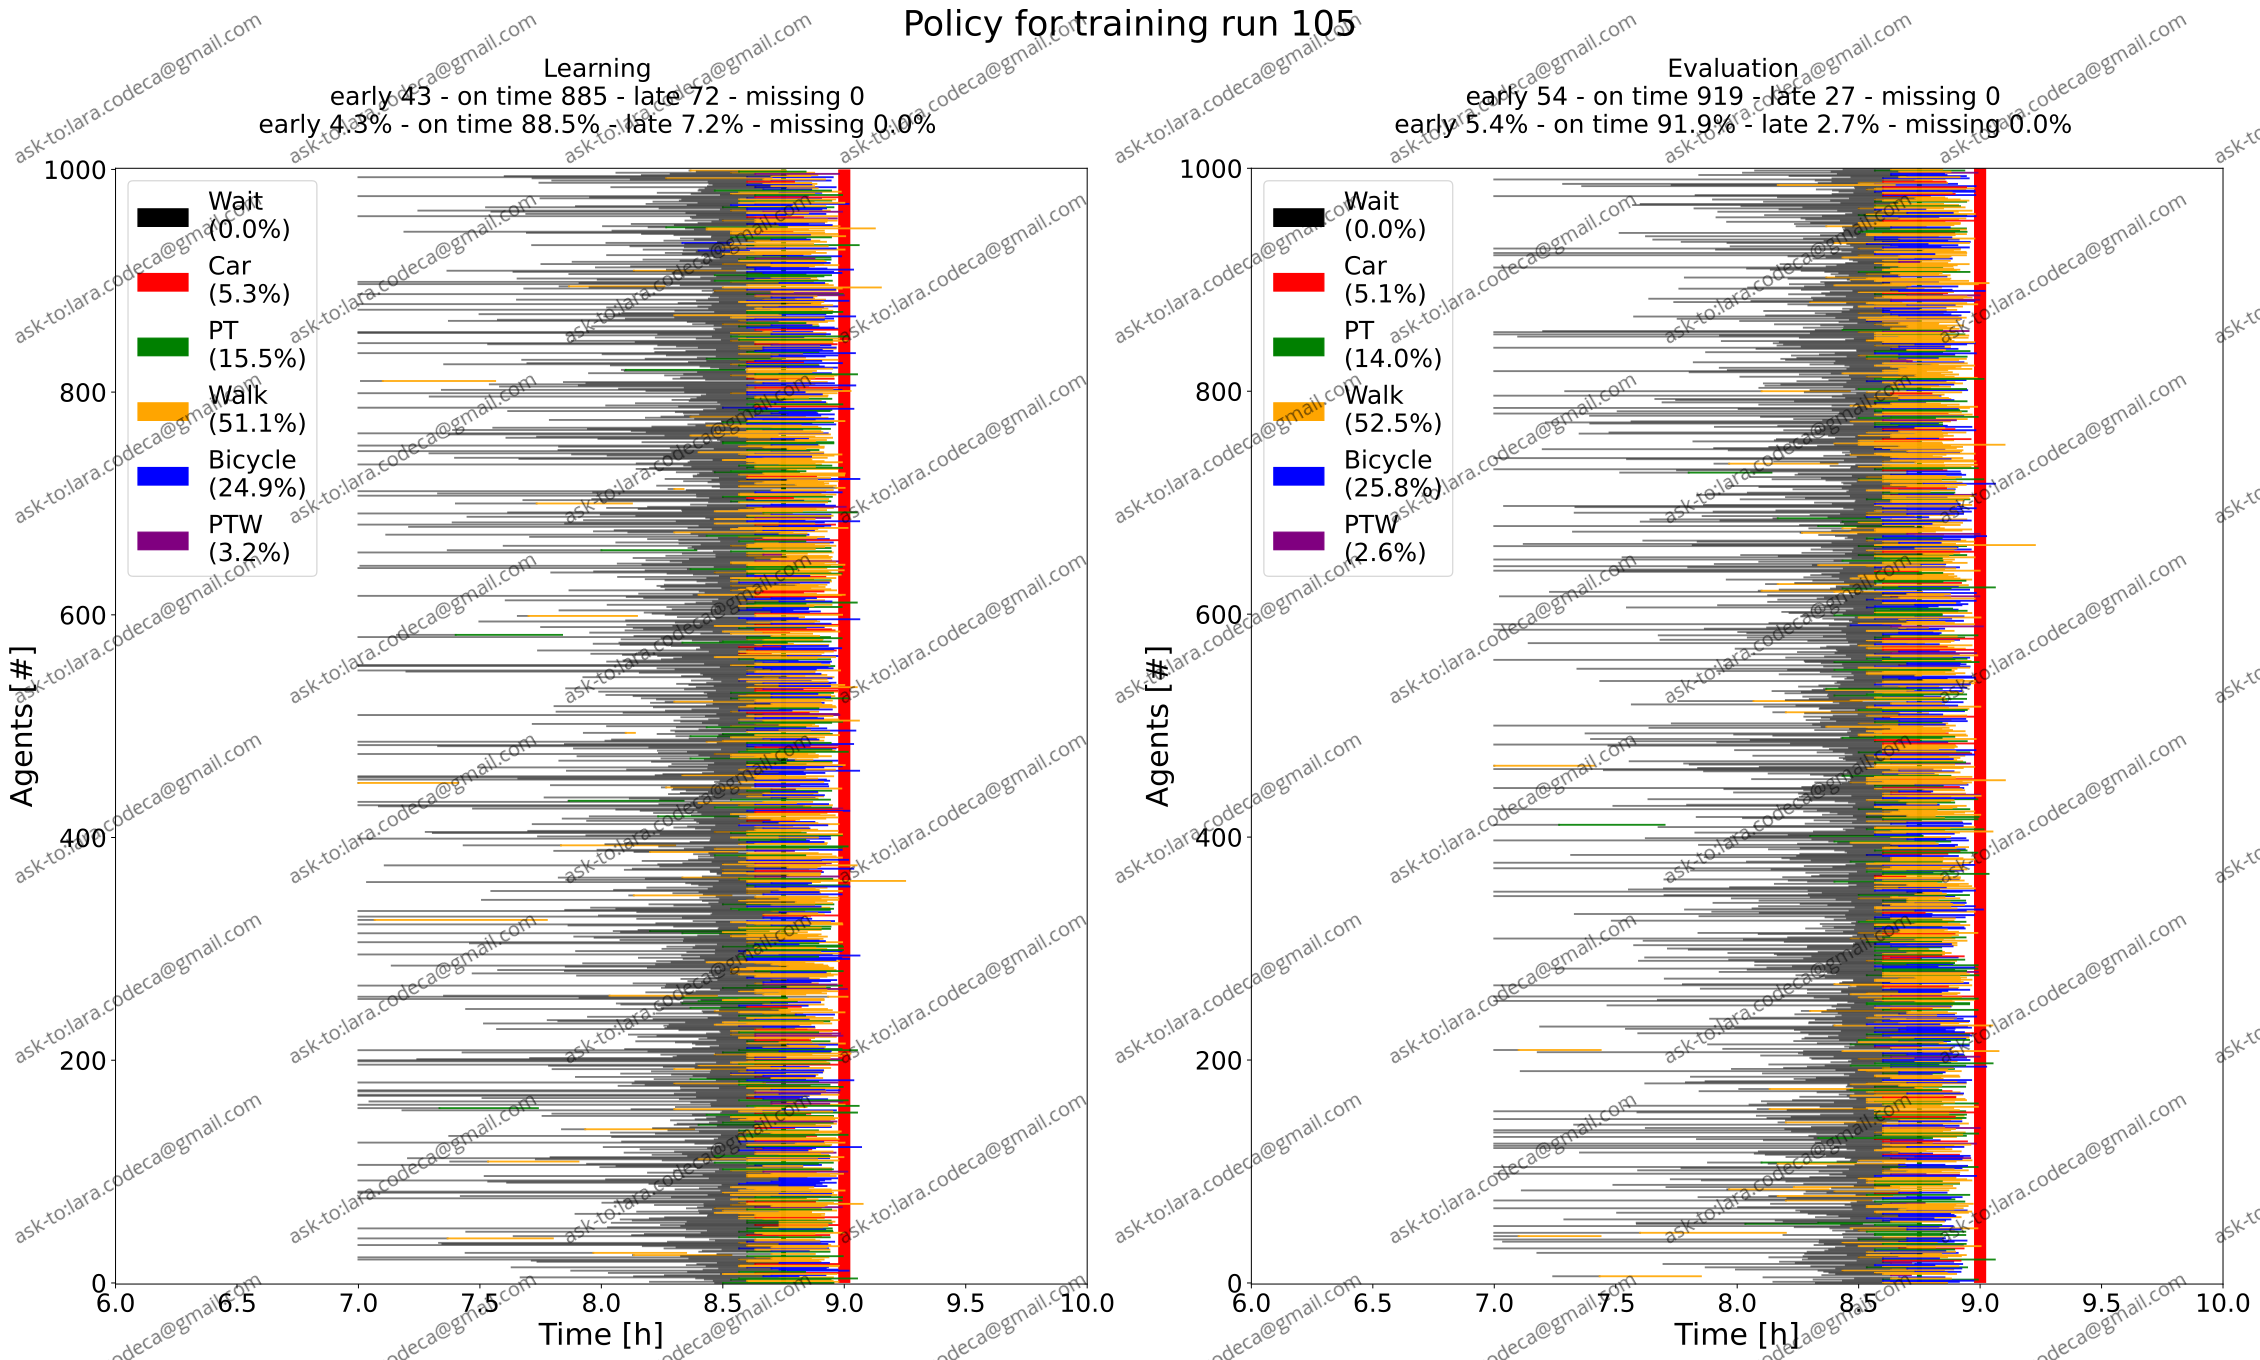 Policy for training run 105
Learning
early 43 - on time 885 - late 72 - missing 0
early 4.3% - on time 88.5% - late 7.2% - missing 0.0%
1000
800
600
400
200
0
Agents [#]
Wait
(0.0%)
Car
(5.3%)
PT
(15.5%)
Walk
(51.1%)
Bicycle
(24.9%)
PTW
(3.2%)
6.0 6.5 7.0 7.5 8.0 8.5 9.0 9.5 10.0
Time [h]
Evaluation
early 54 - on time 919 - late 27 - missing 0
early 5.4% - on time 91.9% - late 2.7% - missing 0.0%
1000
800
600
400
200
0
Agents [#]
Wait
(0.0%)
Car
(5.1%)
PT
(14.0%)
Walk
(52.5%)
Bicycle
(25.8%)
PTW
(2.6%)
6.0 6.5 7.0 7.5 8.0 8.5 9.0 9.5 10.0
Time [h]
ask-to:lara.codeca@gmail.com